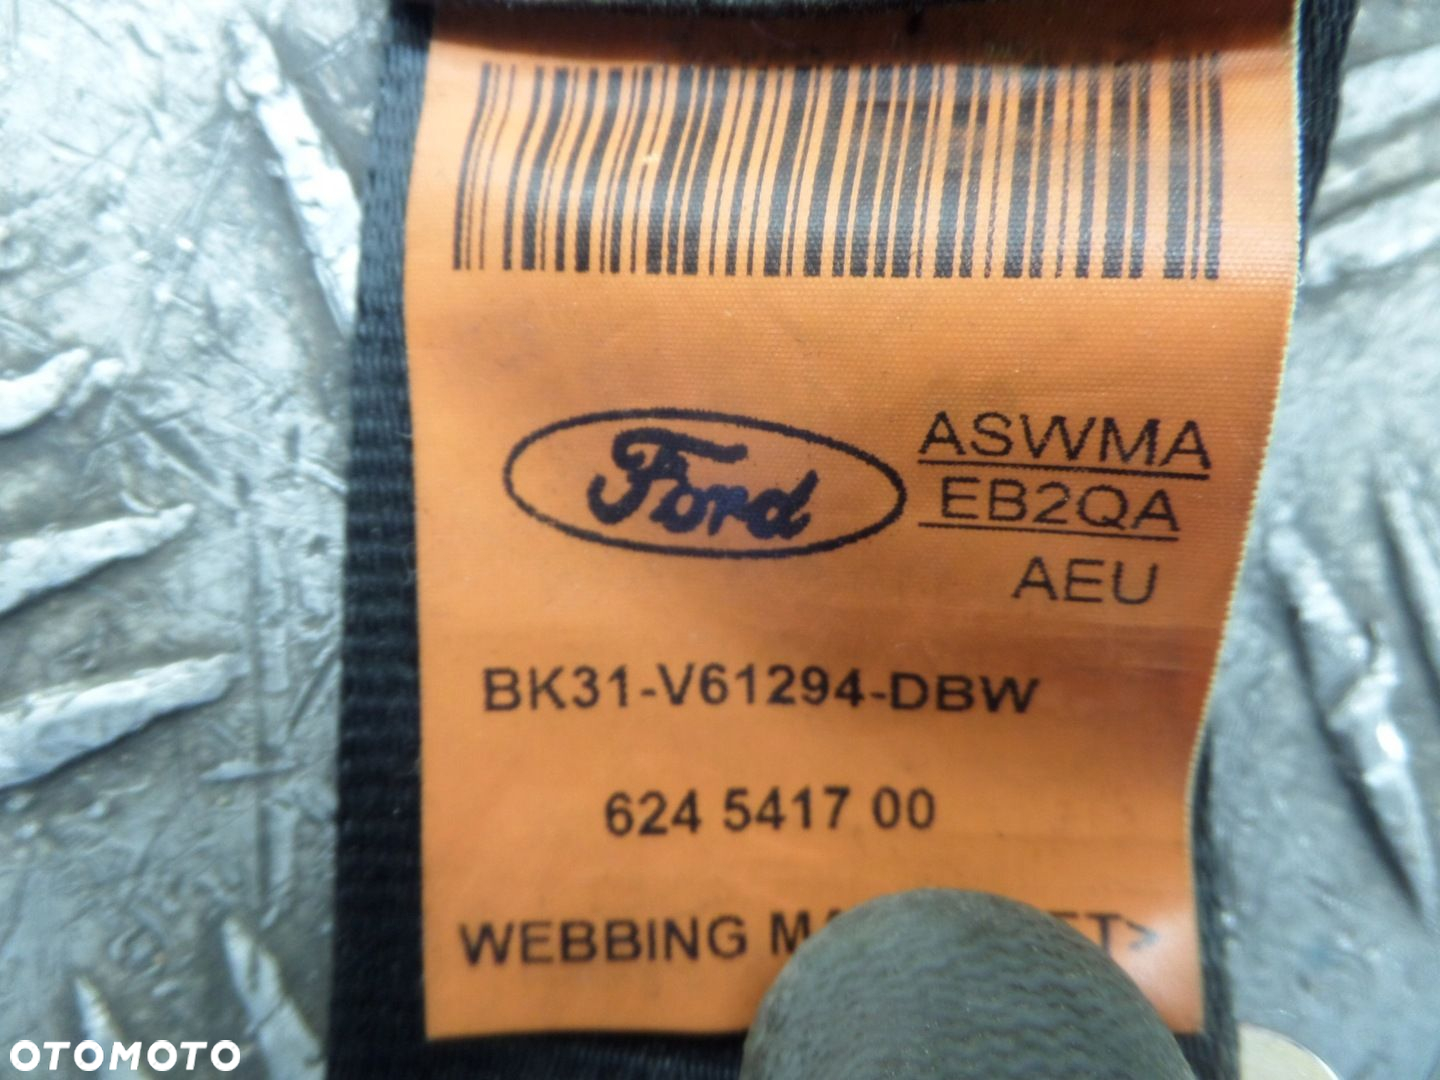 Ford
ASWMA
EB2QA
AEU
BK31-V61294-DBW
624 5417 00
WEBBING
OTOMOTO